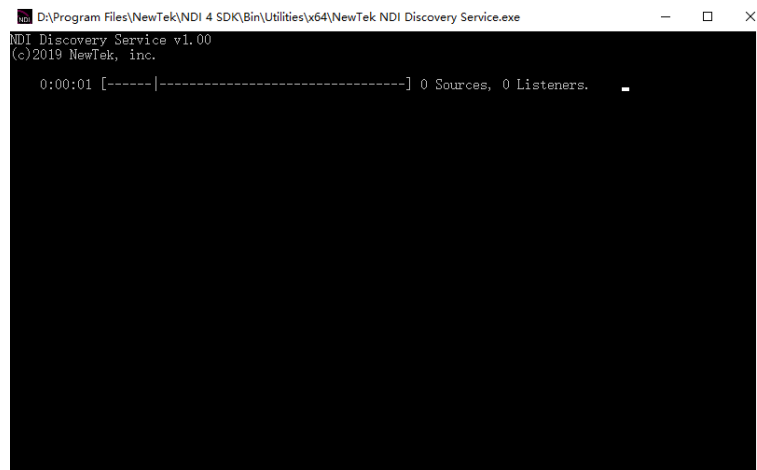 NDI D:\Program Files\NewTek\NDI 4 SDK\Bin\Utilities\x64\NewTek NDI Discovery Service.exe
NDI Discovery Service v1.00
(c)2019 NewTek, inc.
0:00:01 [------|--------------------------------] 0 Sources, 0 Listeners.